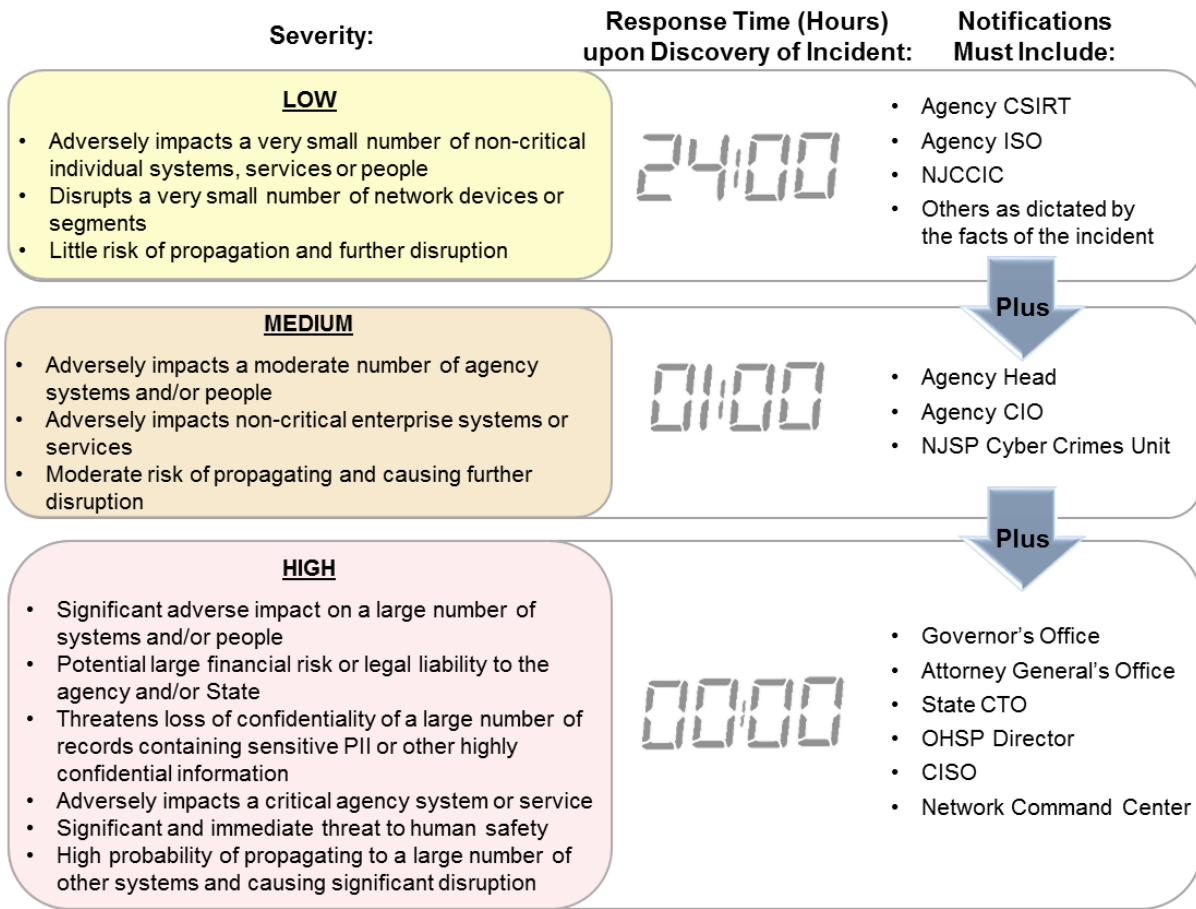 Severity:
Response Time (Hours)
upon Discovery of Incident:
Notifications
Must Include:
LOW
• Adversely impacts a very small number of non-critical
individual systems, services or people
• Disrupts a very small number of network devices or
segments
• Little risk of propagation and further disruption
24:00
• Agency CSIRT
• Agency ISO
• NJCCIC
• Others as dictated by
the facts of the incident
Plus
MEDIUM
• Adversely impacts a moderate number of agency
systems and/or people
• Adversely impacts non-critical enterprise systems or
services
• Moderate risk of propagating and causing further
disruption
01:00
• Agency Head
• Agency CIO
• NJSP Cyber Crimes Unit
Plus
HIGH
• Significant adverse impact on a large number of
systems and/or people
• Potential large financial risk or legal liability to the
agency and/or State
• Threatens loss of confidentiality of a large number of
records containing sensitive PII or other highly
confidential information
• Adversely impacts a critical agency system or service
• Significant and immediate threat to human safety
• High probability of propagating to a large number of
other systems and causing significant disruption
00:00
• Governor's Office
• Attorney General's Office
• State CTO
• OHSP Director
• CISO
• Network Command Center